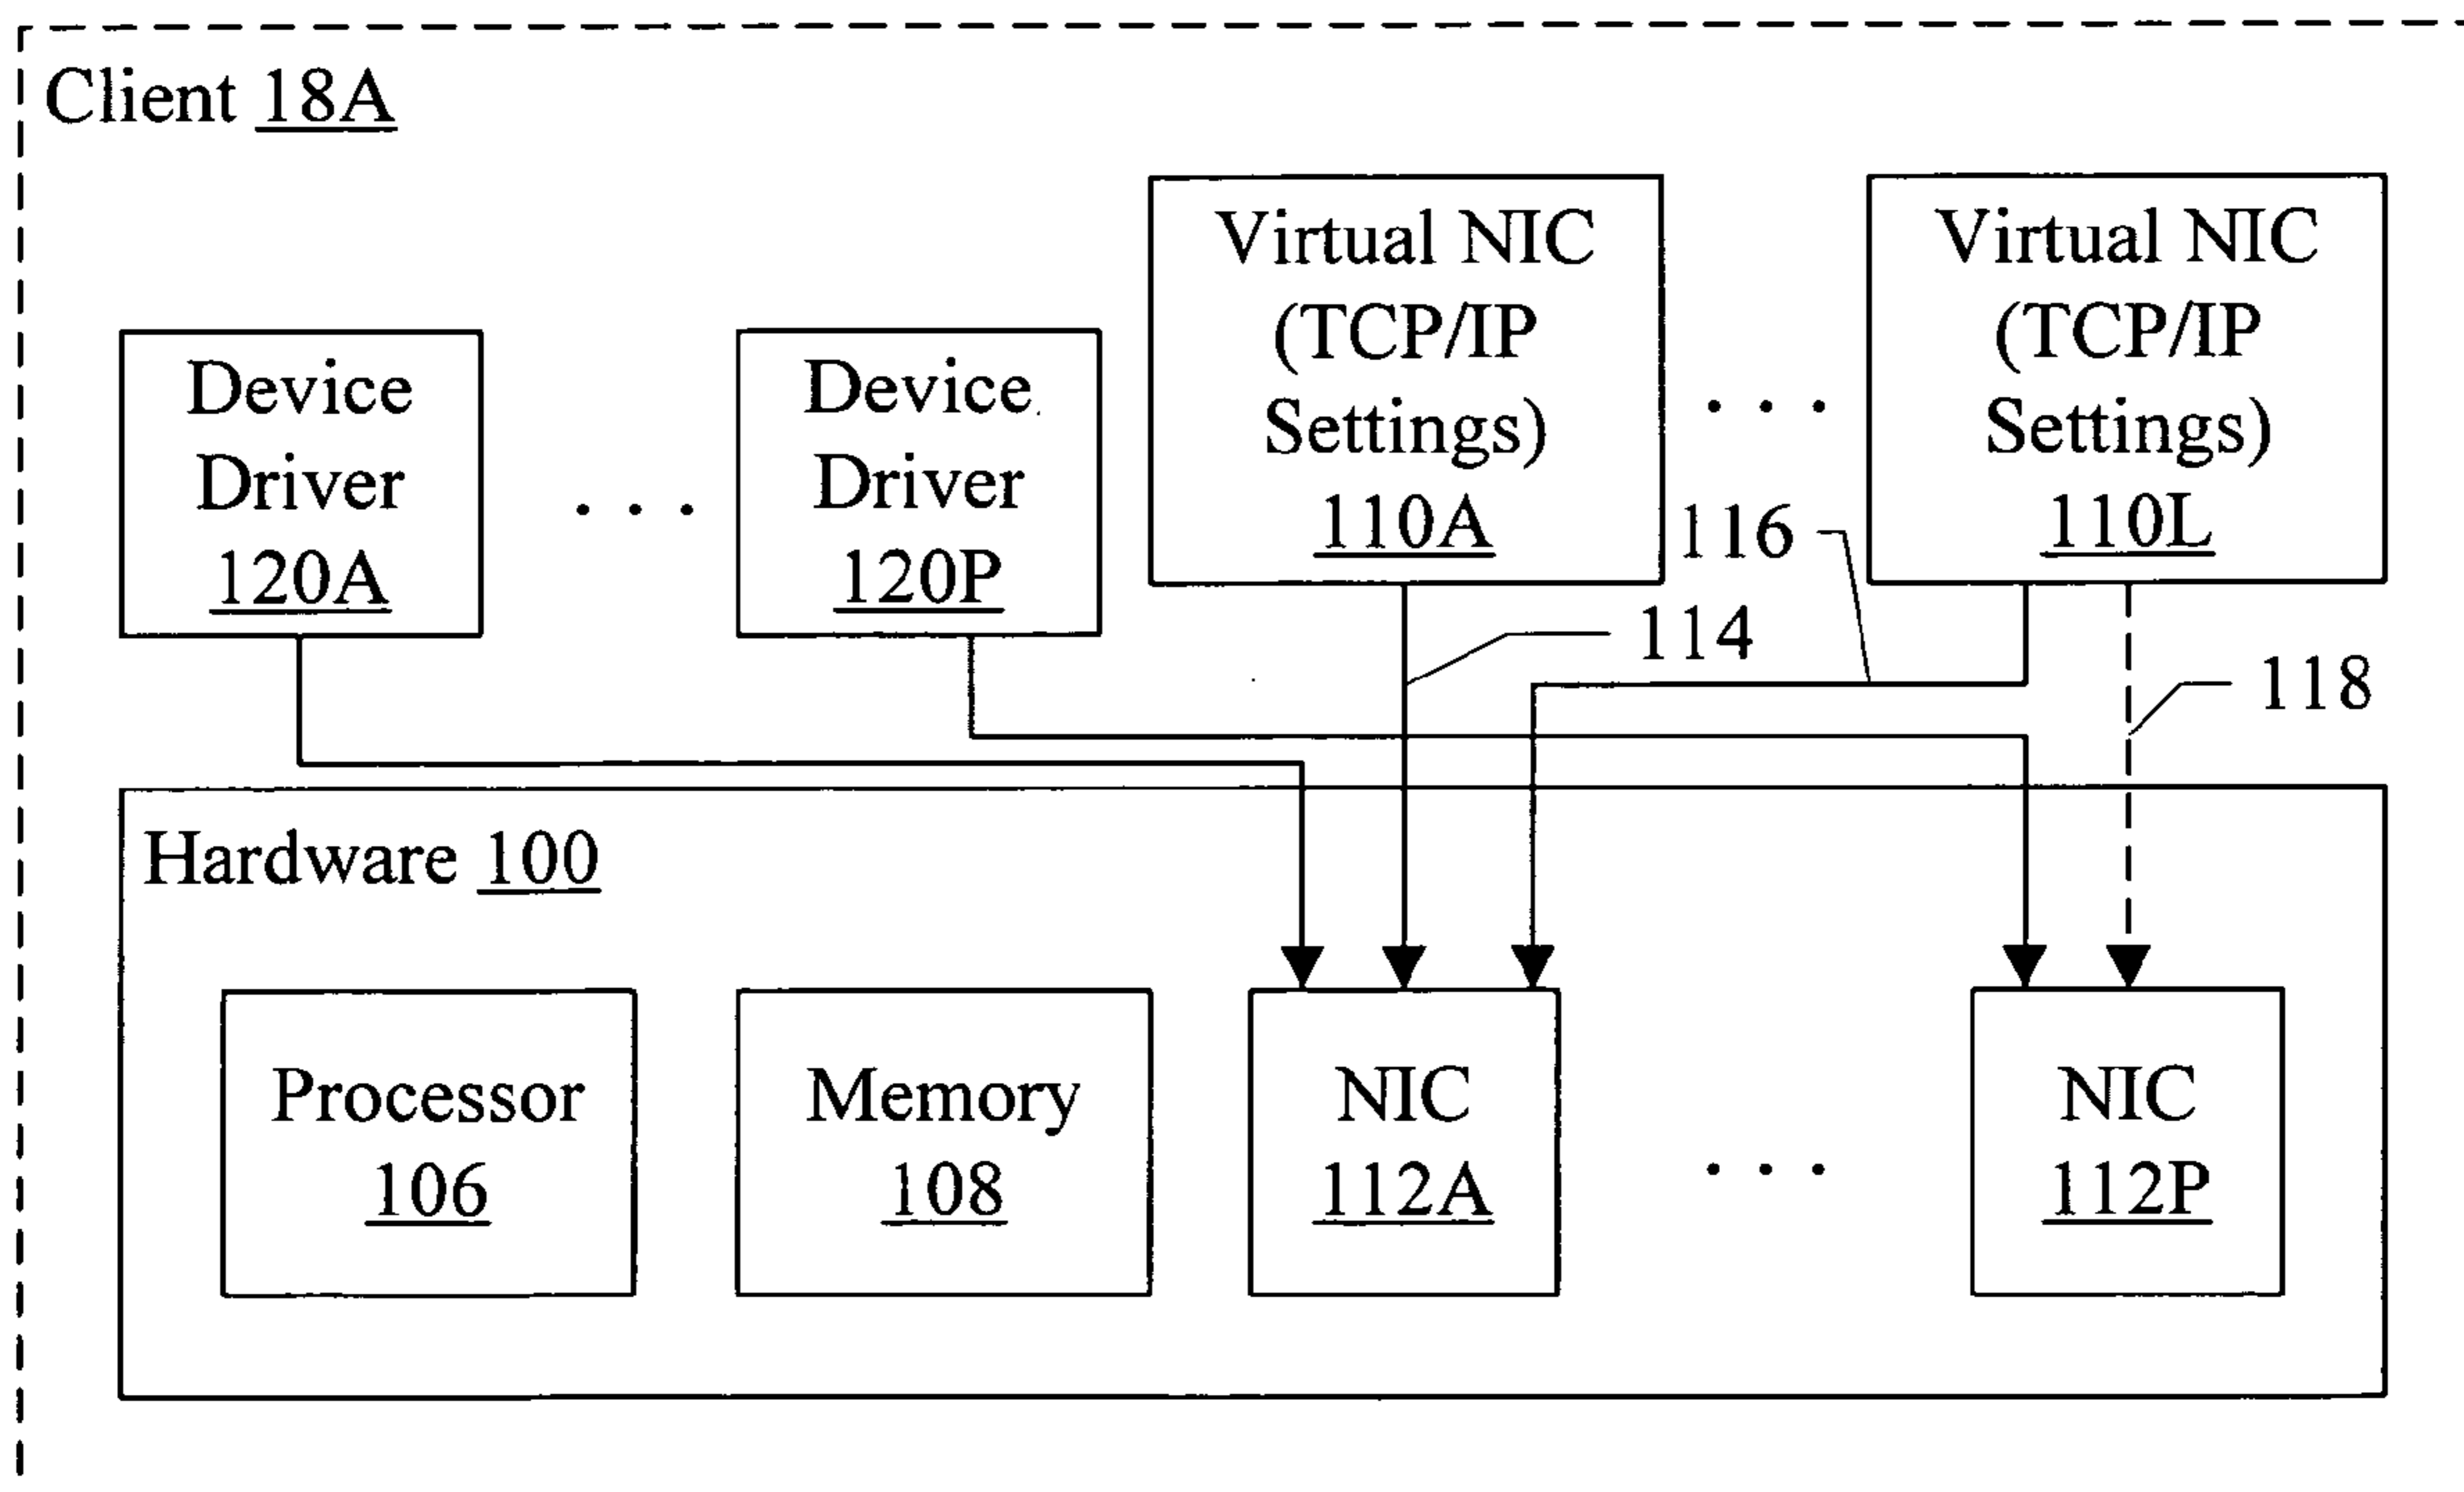 Client 18A
Device
Driver
120A
. . .
Device
Driver
120P
Virtual NIC
(TCP/IP
Settings)
110A
. . .
Virtual NIC
(TCP/IP
Settings)
110L
116
114
118
Hardware 100
Processor
106
Memory
108
NIC
112A
. . .
NIC
112P